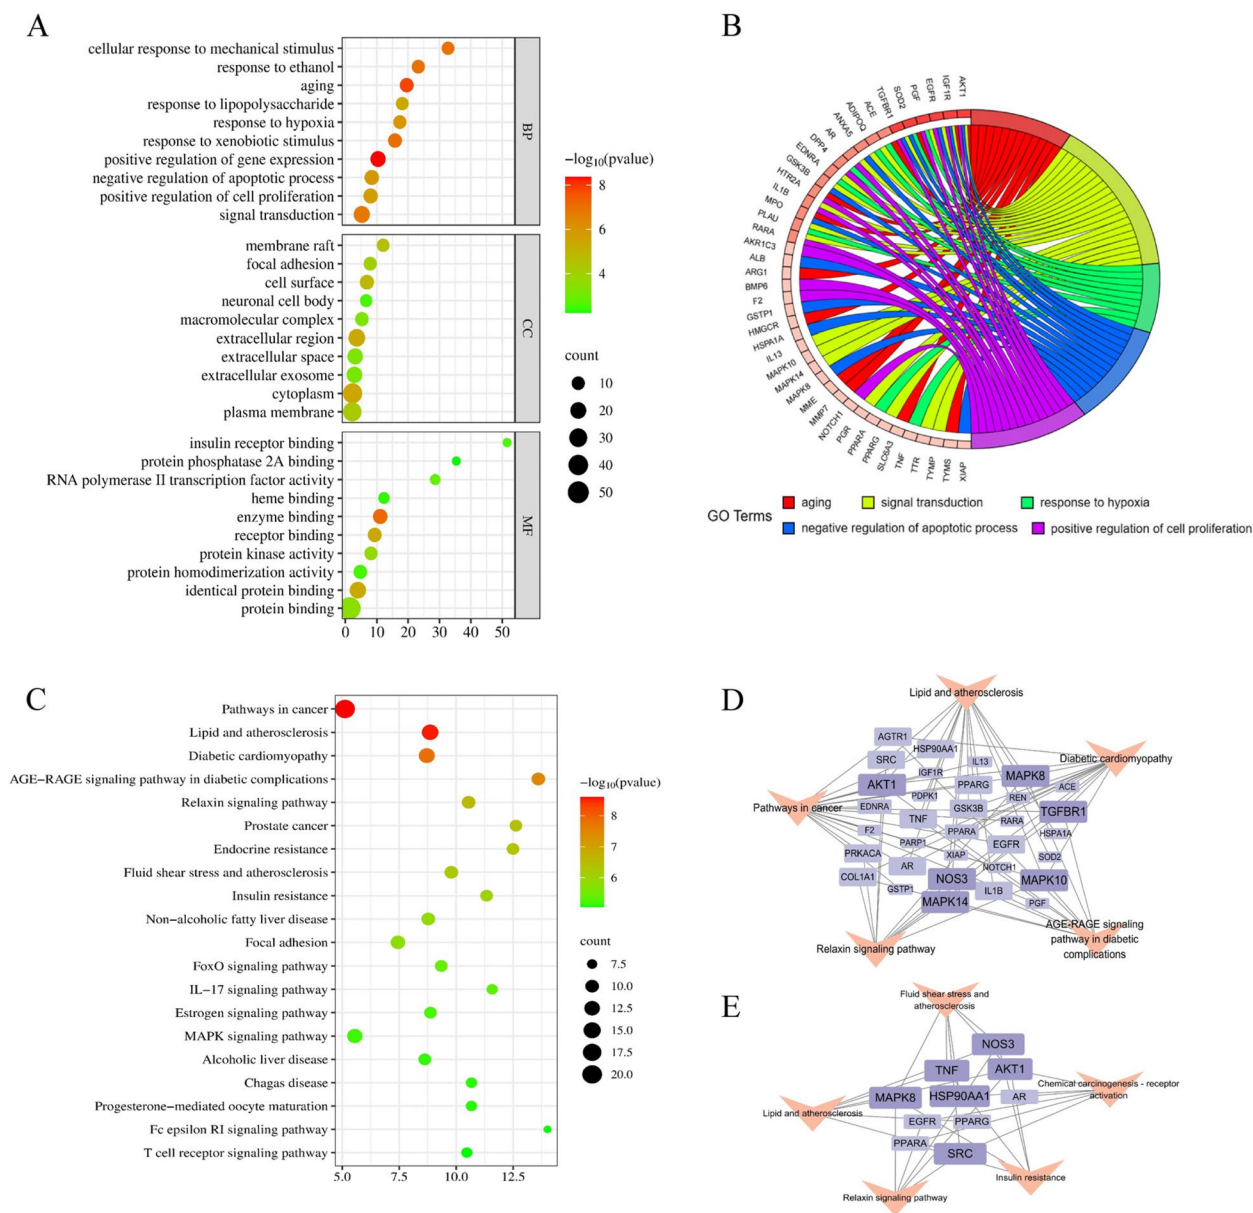 A
cellular response to mechanical stimulus
response to ethanol
aging
response to lipopolysaccharide
response to hypoxia
response to xenobiotic stimulus
positive regulation of gene expression
negative regulation of apoptotic process
positive regulation of cell proliferation
signal transduction
BP
membrane raft
focal adhesion
cell surface
neuronal cell body
macromolecular complex
extracellular region
extracellular space
extracellular exosome
cytoplasm
plasma membrane
CC
insulin receptor binding
protein phosphatase 2A binding
RNA polymerase II transcription factor activity
heme binding
enzyme binding
receptor binding
protein kinase activity
protein homodimerization activity
identical protein binding
protein binding
MF
0 10 20 30 40 50
−log10(pvalue)
8
6
4
count
10
20
30
40
50
B
AKT1
IGF1R
EGFR
PGF
SOD2
TGFBR1
ACE
ADIPOQ
ANXA5
AR
DPP4
EDNRA
GSK3B
HTR2A
IL1B
MPO
PLAU
RARA
AKR1C3
ALB
ARG1
BMP6
F2
GSTP1
HMGCR
HSPA1A
IL13
MAPK10
MAPK14
MAPK8
MME
MMP7
NOTCH1
PGR
PPARA
PPARG
SLC6A3
TNF
TTR
TYMP
TYMS
XIAP
GO Terms
aging
signal transduction
response to hypoxia
negative regulation of apoptotic process
positive regulation of cell proliferation
C
Pathways in cancer
Lipid and atherosclerosis
Diabetic cardiomyopathy
AGE−RAGE signaling pathway in diabetic complications
Relaxin signaling pathway
Prostate cancer
Endocrine resistance
Fluid shear stress and atherosclerosis
Insulin resistance
Non−alcoholic fatty liver disease
Focal adhesion
FoxO signaling pathway
IL−17 signaling pathway
Estrogen signaling pathway
MAPK signaling pathway
Alcoholic liver disease
Chagas disease
Progesterone−mediated oocyte maturation
Fc epsilon RI signaling pathway
T cell receptor signaling pathway
5.0 7.5 10.0 12.5
−log10(pvalue)
8
7
6
count
7.5
10.0
12.5
15.0
17.5
20.0
D
Lipid and atherosclerosis
AGTR1
HSP90AA1
SRC
IL13
Diabetic cardiomyopathy
IGF1R
MAPK8
AKT1
PPARG
ACE
PDPK1
REN
Pathways in cancer
EDNRA
GSK3B
TGFBR1
TNF
RARA
F2
PPARA
HSPA1A
PARP1
EGFR
PRKACA
XIAP
SOD2
AR
NOTCH1
COL1A1
NOS3
MAPK10
GSTP1
IL1B
MAPK14
PGF
AGE-RAGE signaling
pathway in diabetic
complications
Relaxin signaling pathway
E
Fluid shear stress and
atherosclerosis
NOS3
TNF
AKT1
Chemical carcinogenesis - receptor
activation
MAPK8
HSP90AA1
AR
Lipid and atherosclerosis
EGFR
PPARG
PPARA
SRC
Insulin resistance
Relaxin signaling pathway